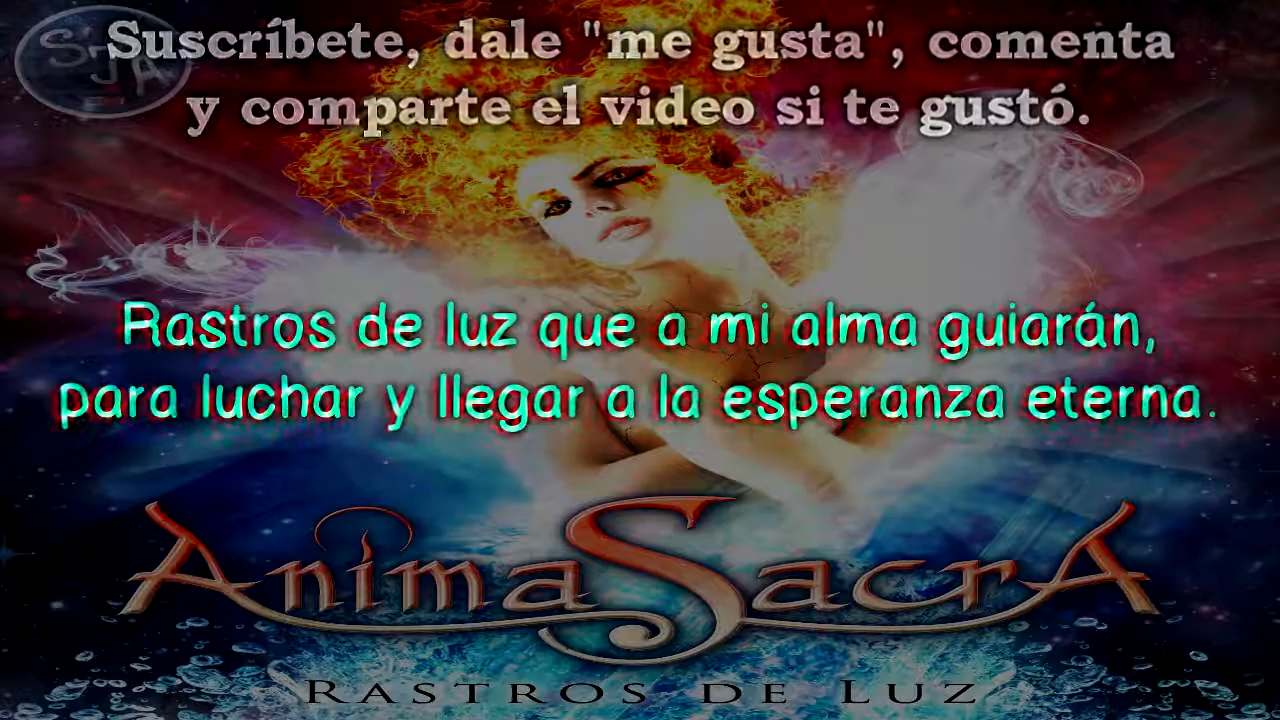 SJA
Suscríbete, dale "me gusta", comenta
y comparte el video si te gustó.
Rastros de luz que a mi alma guiarán,
para luchar y llegar a la esperanza eterna.
AnimaSacrA
RASTROS DE LUZ